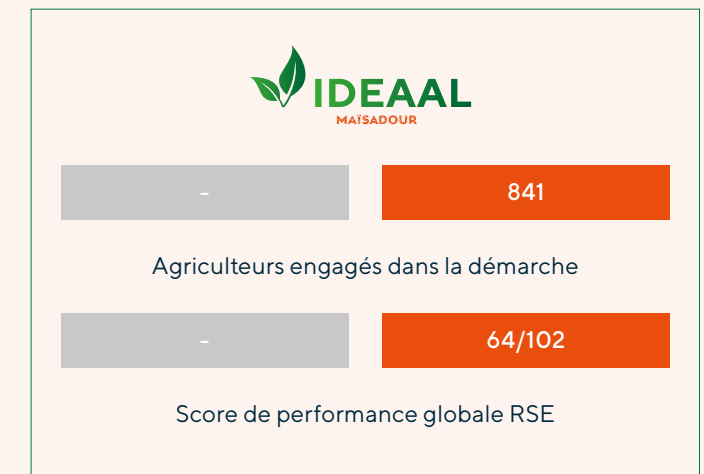 IDEAAL
MAÏSADOUR
- 841
Agriculteurs engagés dans la démarche
- 64/102
Score de performance globale RSE